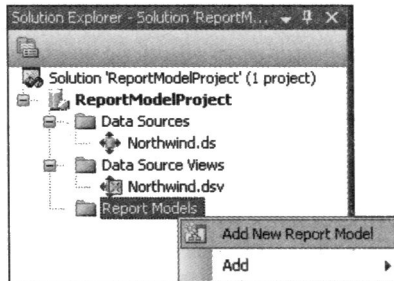 Solution Explorer - Solution 'ReportM...
Solution 'ReportModelProject' (1 project)
ReportModelProject
Data Sources
Northwind.ds
Data Source Views
Northwind.dsv
Report Models
Add New Report Model
Add